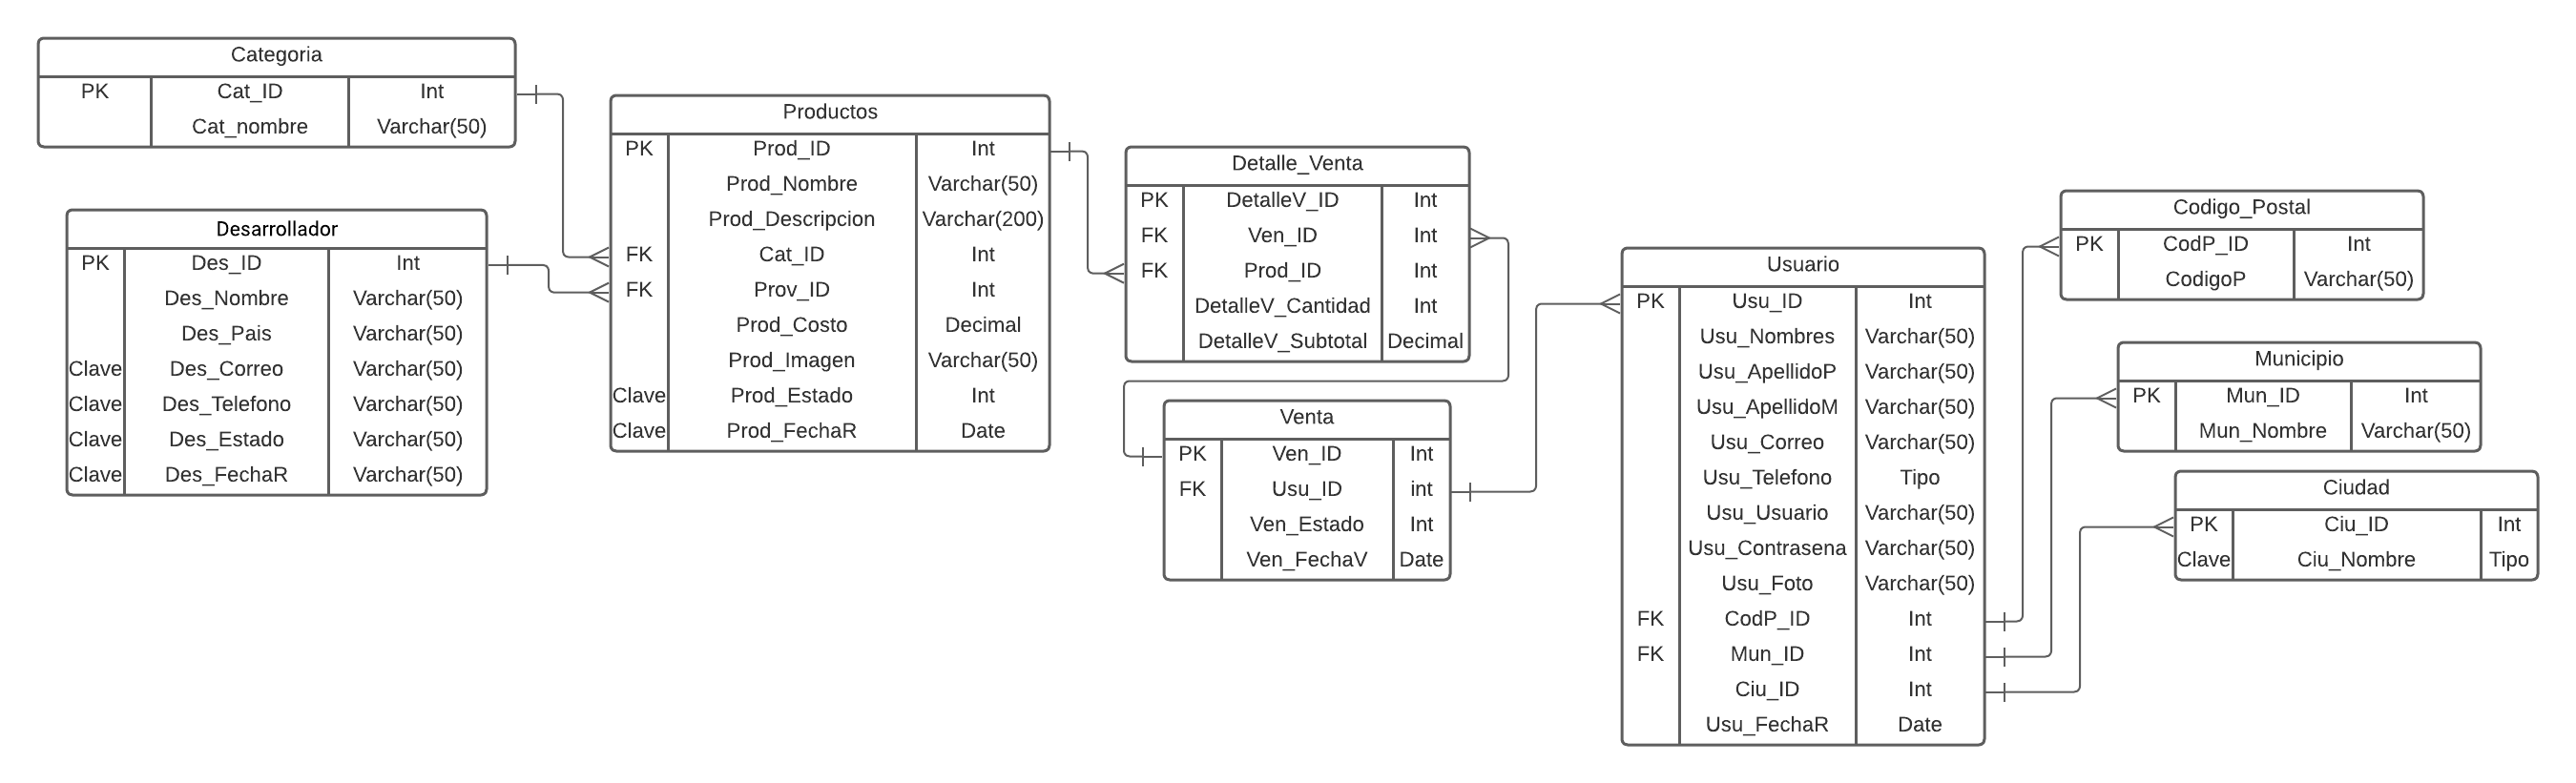 Categoria
PK Cat_ID Int
Cat_nombre Varchar(50)
Desarrollador
PK Des_ID Int
Des_Nombre Varchar(50)
Des_Pais Varchar(50)
Clave Des_Correo Varchar(50)
Clave Des_Telefono Varchar(50)
Clave Des_Estado Varchar(50)
Clave Des_FechaR Varchar(50)
Productos
PK Prod_ID Int
Prod_Nombre Varchar(50)
Prod_Descripcion Varchar(200)
FK Cat_ID Int
FK Prov_ID Int
Prod_Costo Decimal
Prod_Imagen Varchar(50)
Clave Prod_Estado Int
Clave Prod_FechaR Date
Detalle_Venta
PK DetalleV_ID Int
FK Ven_ID Int
FK Prod_ID Int
DetalleV_Cantidad Int
DetalleV_Subtotal Decimal
Venta
PK Ven_ID Int
FK Usu_ID int
Ven_Estado Int
Ven_FechaV Date
Usuario
PK Usu_ID Int
Usu_Nombres Varchar(50)
Usu_ApellidoP Varchar(50)
Usu_ApellidoM Varchar(50)
Usu_Correo Varchar(50)
Usu_Telefono Tipo
Usu_Usuario Varchar(50)
Usu_Contrasena Varchar(50)
Usu_Foto Varchar(50)
FK CodP_ID Int
FK Mun_ID Int
Ciu_ID Int
Usu_FechaR Date
Codigo_Postal
PK CodP_ID Int
CodigoP Varchar(50)
Municipio
PK Mun_ID Int
Mun_Nombre Varchar(50)
Ciudad
PK Ciu_ID Int
Clave Ciu_Nombre Tipo